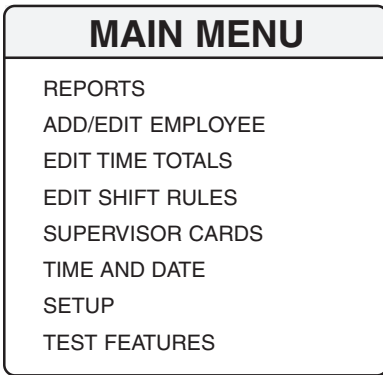 MAIN MENU
REPORTS
ADD/EDIT EMPLOYEE
EDIT TIME TOTALS
EDIT SHIFT RULES
SUPERVISOR CARDS
TIME AND DATE
SETUP
TEST FEATURES